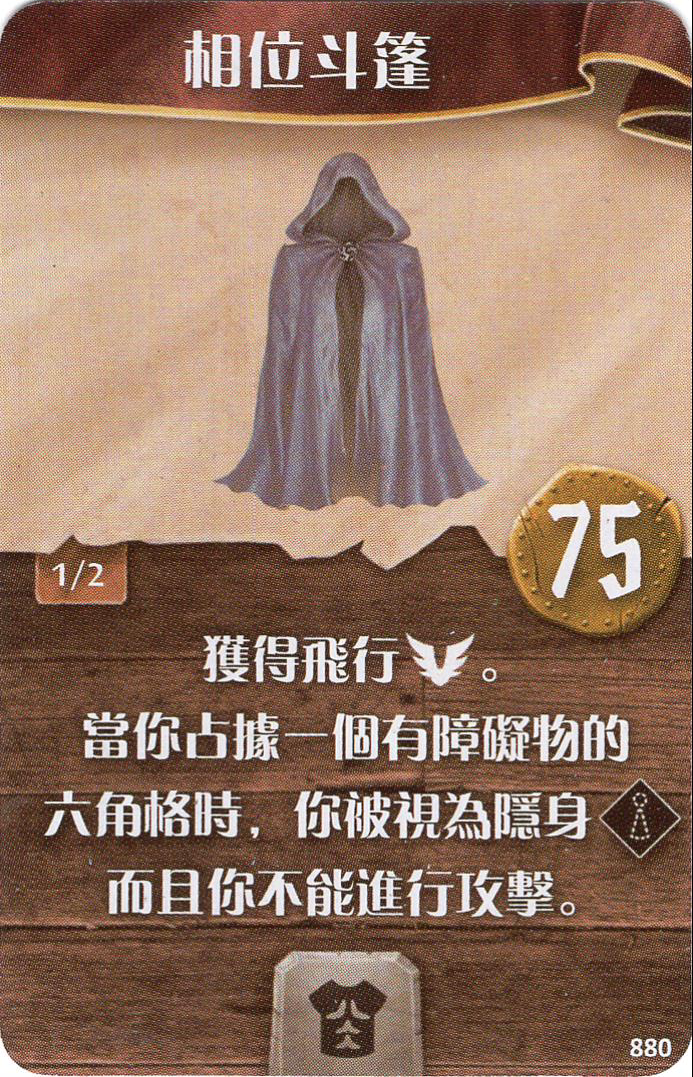 相位斗篷
75
1/2
獲得飛行。
當你占據一個有障礙物的
六角格時，你被視為隱身
而且你不能進行攻擊。
880